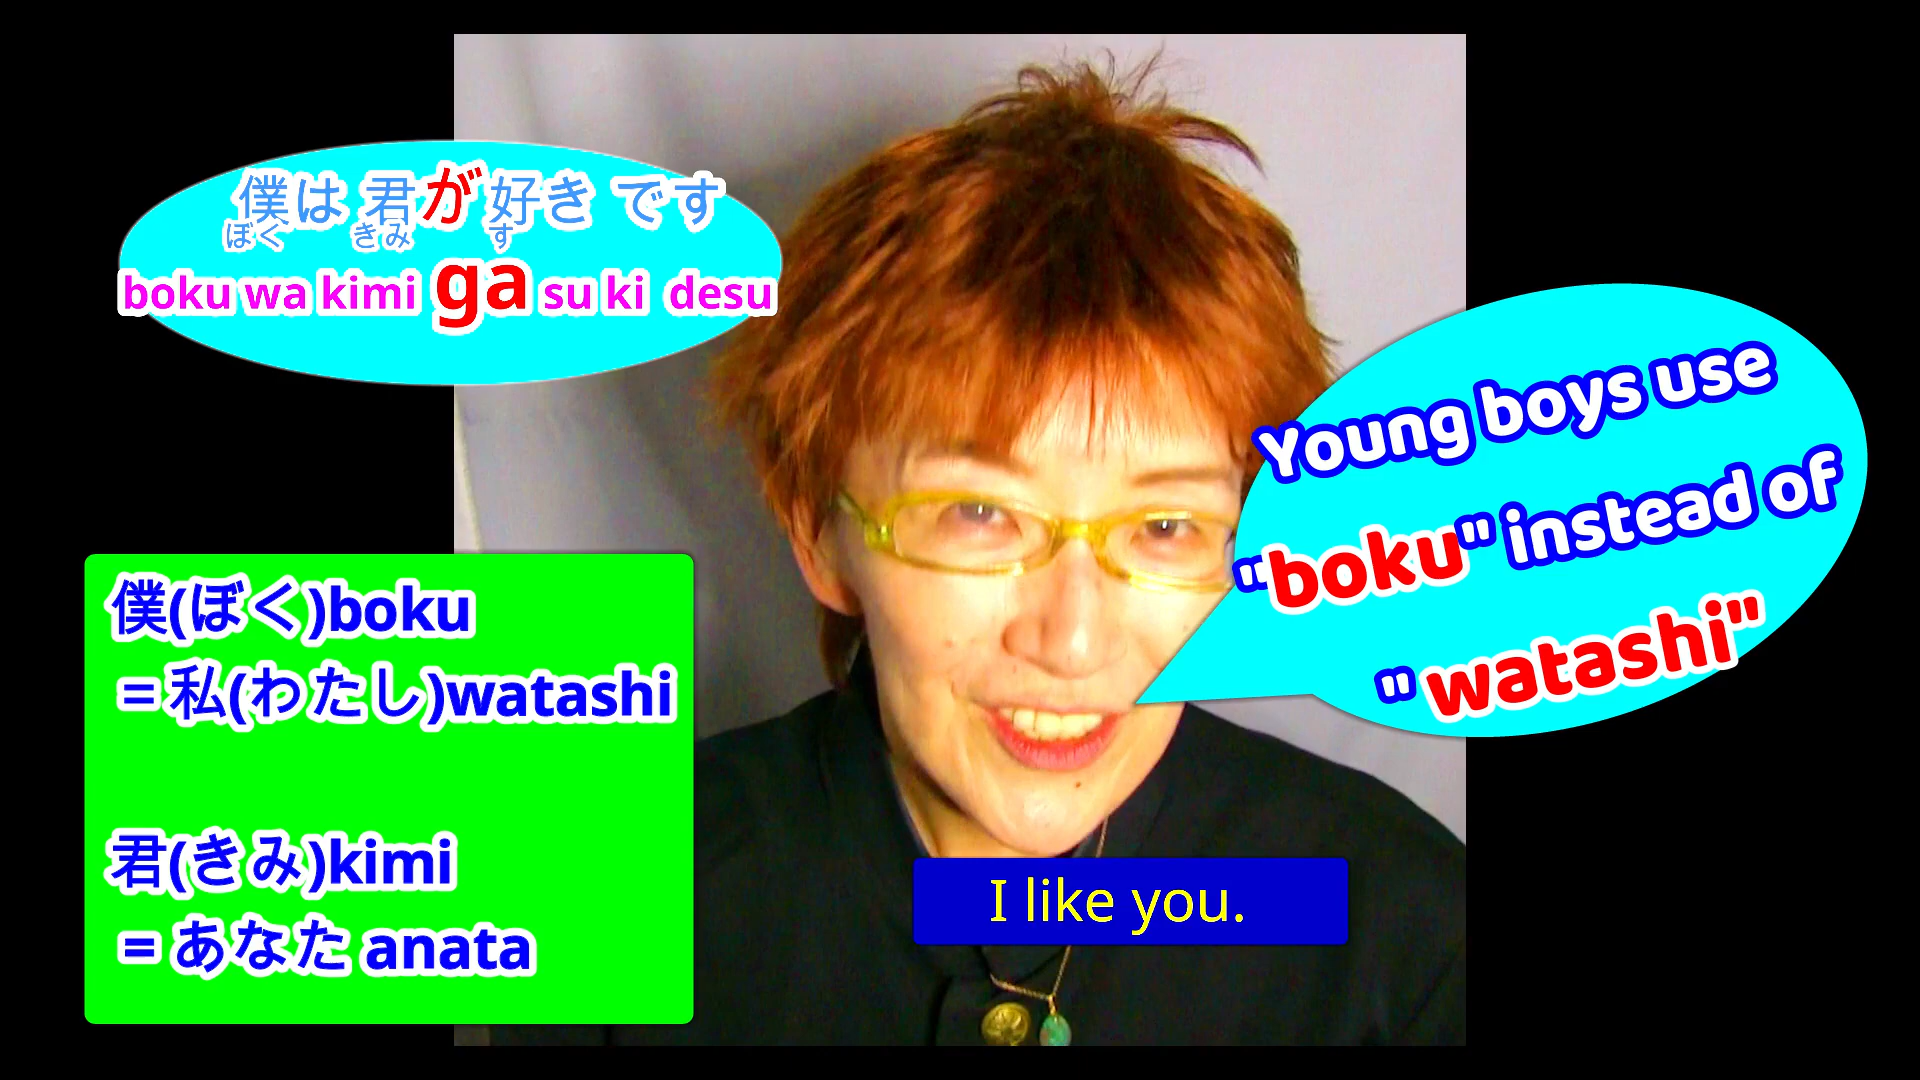 僕は 君が好き です
ぼく きみ す
boku wa kimi ga su ki desu
Young boys use
"boku" instead of
"watashi"
僕(ぼく)boku
=私(わたし)watashi
君(きみ)kimi
=あなた anata
I like you.